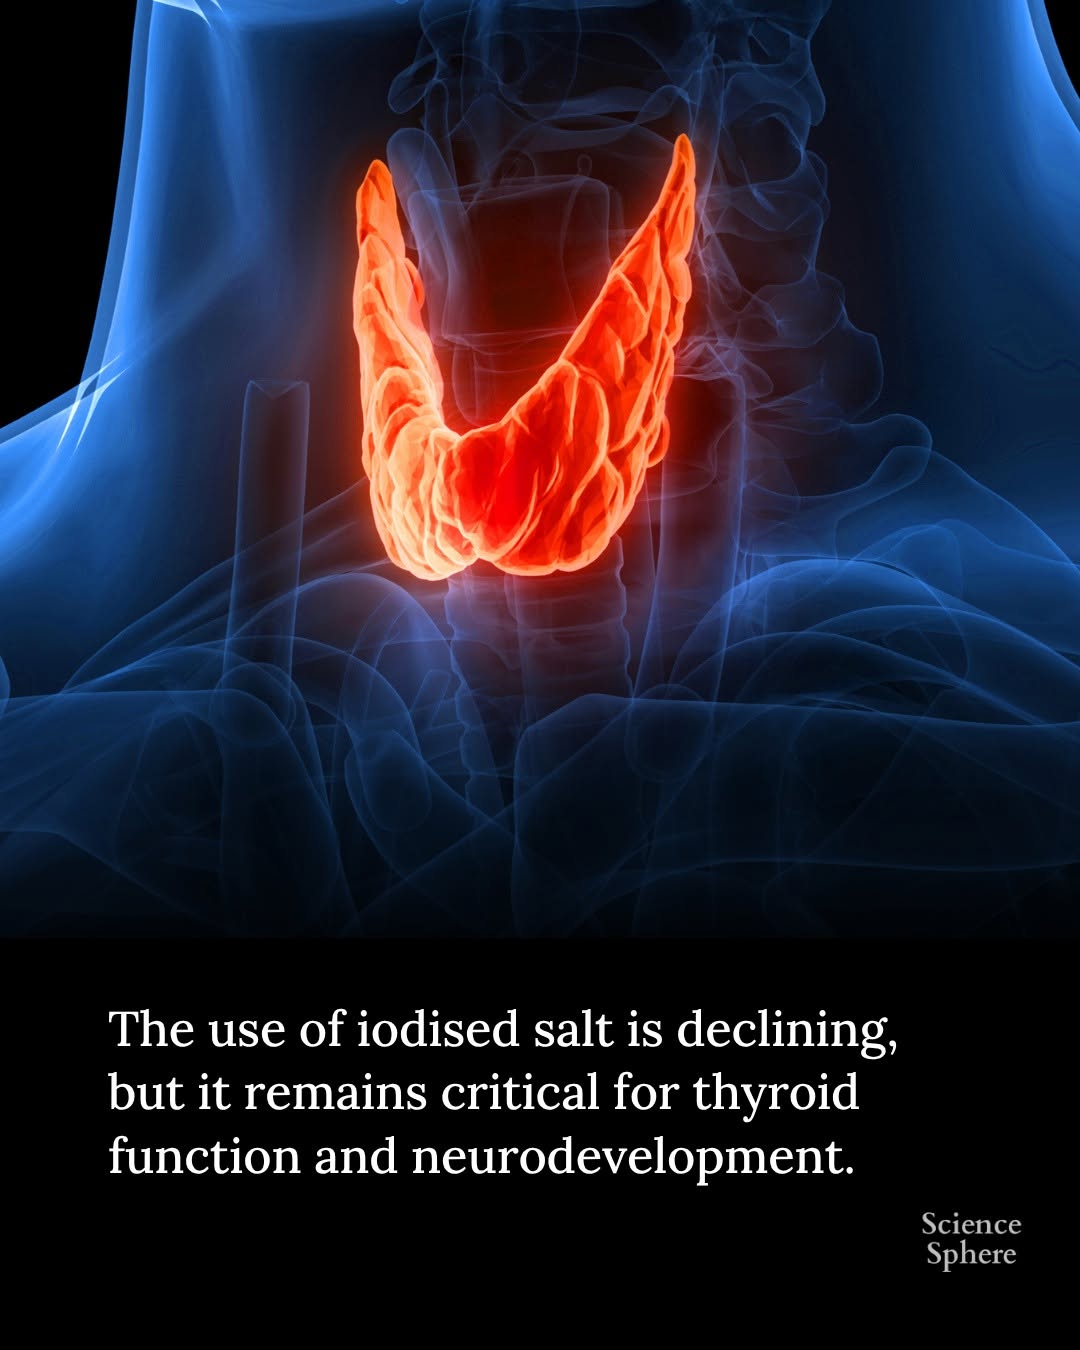 The use of iodised salt is declining,
but it remains critical for thyroid
function and neurodevelopment.
Science
Sphere